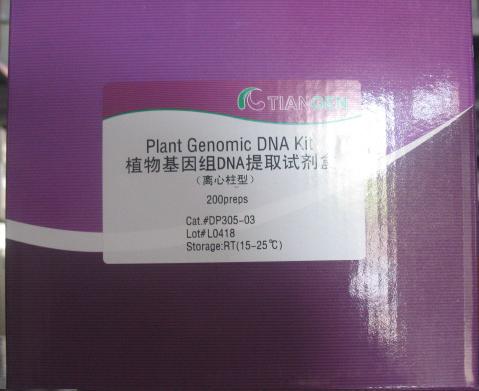 TIANGEN
Plant Genomic DNA Kit
植物基因组DNA提取试剂盒
(离心柱型)
200preps
Cat.#DP305-03
Lot#L0418
Storage:RT(15-25℃)